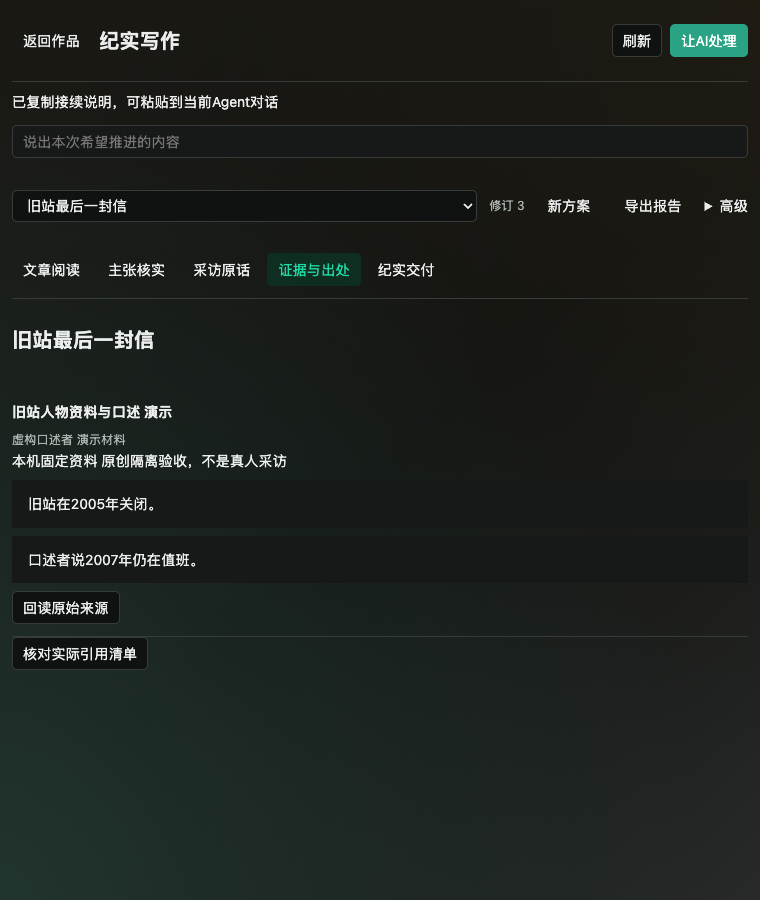 返回作品 纪实写作 刷新 让AI处理
已复制接续说明，可粘贴到当前Agent对话
说出本次希望推进的内容
旧站最后一封信 修订 3 新方案 导出报告 ▶ 高级
文章阅读 主张核实 采访原话 证据与出处 纪实交付
旧站最后一封信
旧站人物资料与口述 演示
虚构口述者 演示材料
本机固定资料 原创隔离验收，不是真人采访
旧站在2005年关闭。
口述者说2007年仍在值班。
回读原始来源
核对实际引用清单